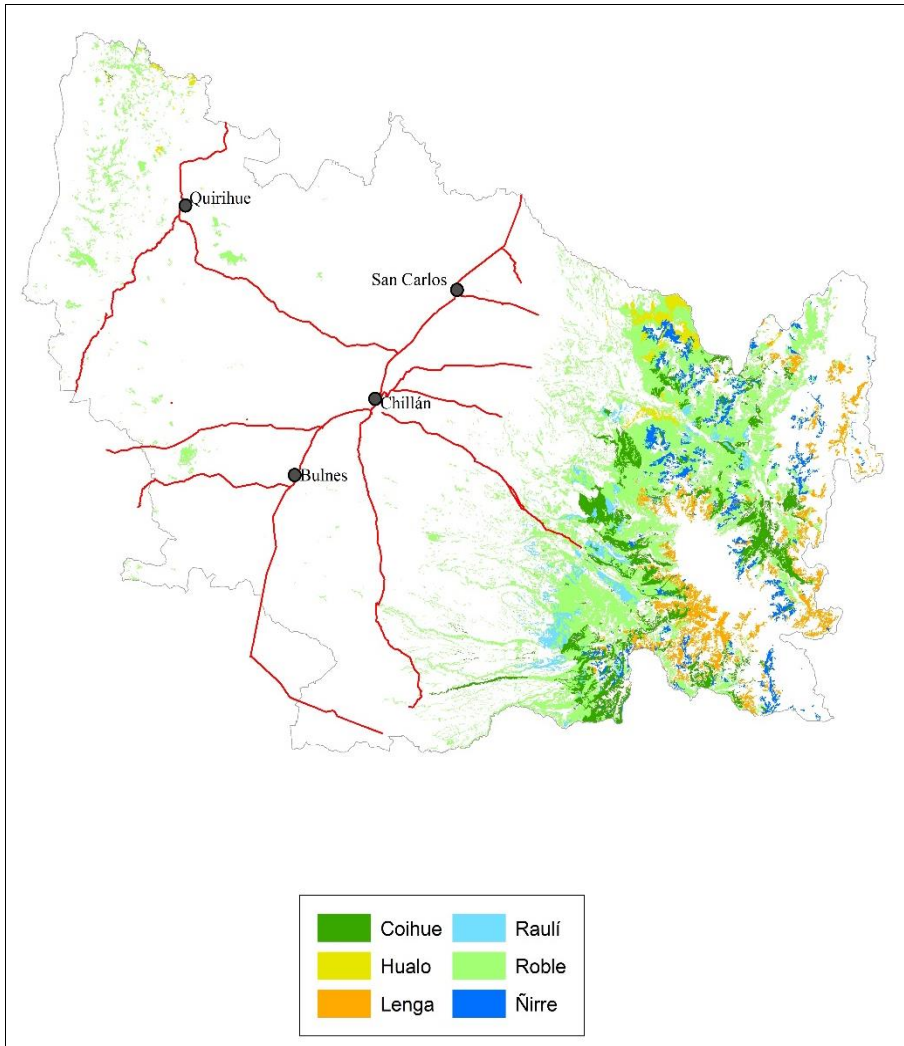 Quirihue
San Carlos
Chillán
Bulnes
Coihue Raulí
Hualo Roble
Lenga Ñirre